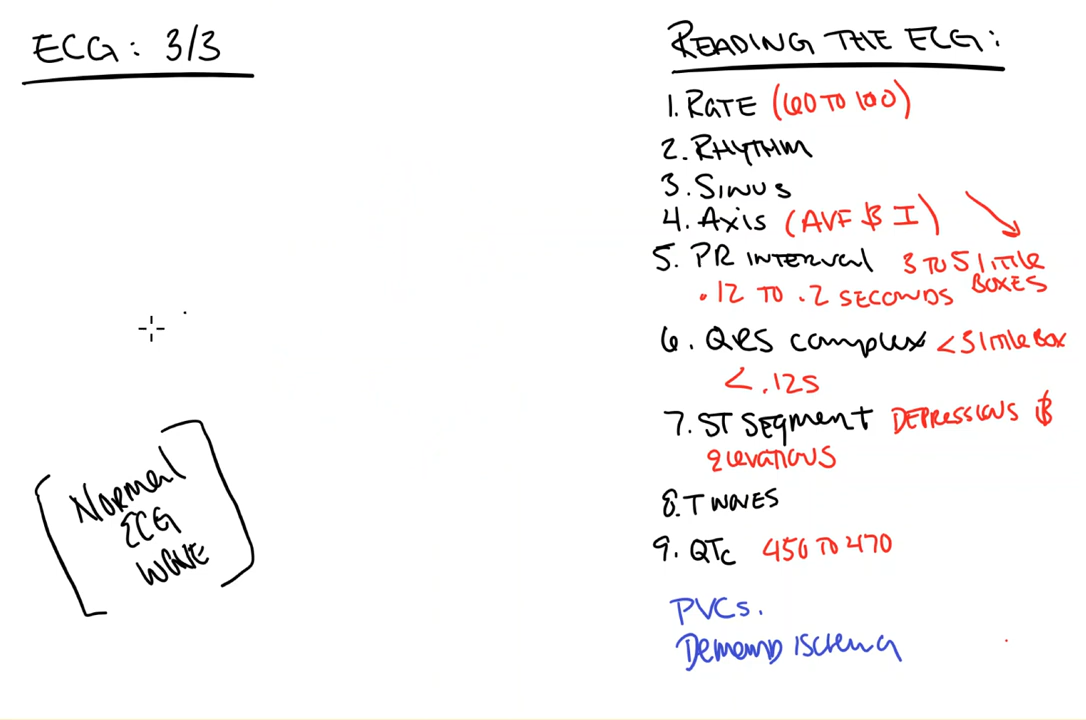 ECG: 3/3
READING THE ECG:
1. RATE (60 TO 100)
2. RHYTHM
3. SINUS
4. AXIS (AVF & I)
5. PR INTERVAL 3 TO 5 little BOXES
.12 TO .2 SECONDS
6. QRS complex <3 little Box
< .12S
7. ST Segment DEPRESSIONS &
elevations
8. T WAVES
9. QTc 450 TO 470
PVCs.
Demand
Normal
ECG
WAVE